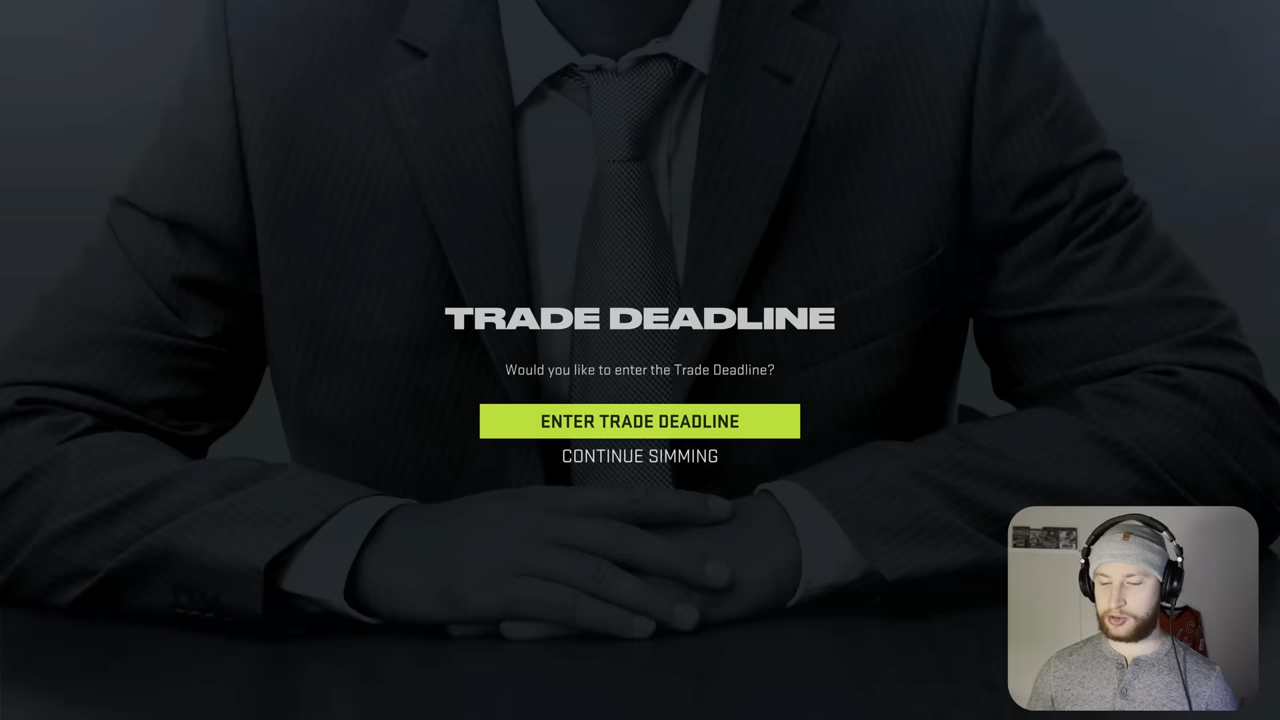 TRADE DEADLINE
Would you like to enter the Trade Deadline?
ENTER TRADE DEADLINE
CONTINUE SIMMING